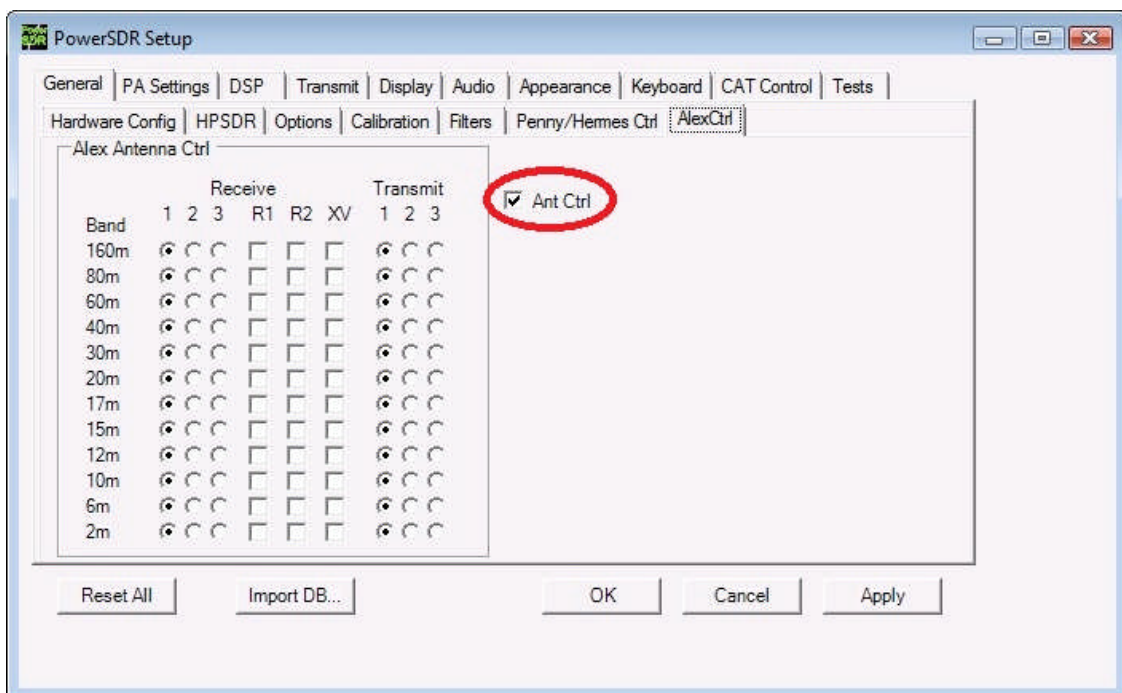 PowerSDR Setup
General PA Settings DSP Transmit Display Audio Appearance Keyboard CAT Control Tests
Hardware Config HPSDR Options Calibration Filters Penny/Hermes Ctrl AlexCtrl
Alex Antenna Ctrl
Receive Transmit
Band 1 2 3 R1 R2 XV 1 2 3
Ant Ctrl
160m
80m
60m
40m
30m
20m
17m
15m
12m
10m
6m
2m
Reset All Import DB... OK Cancel Apply